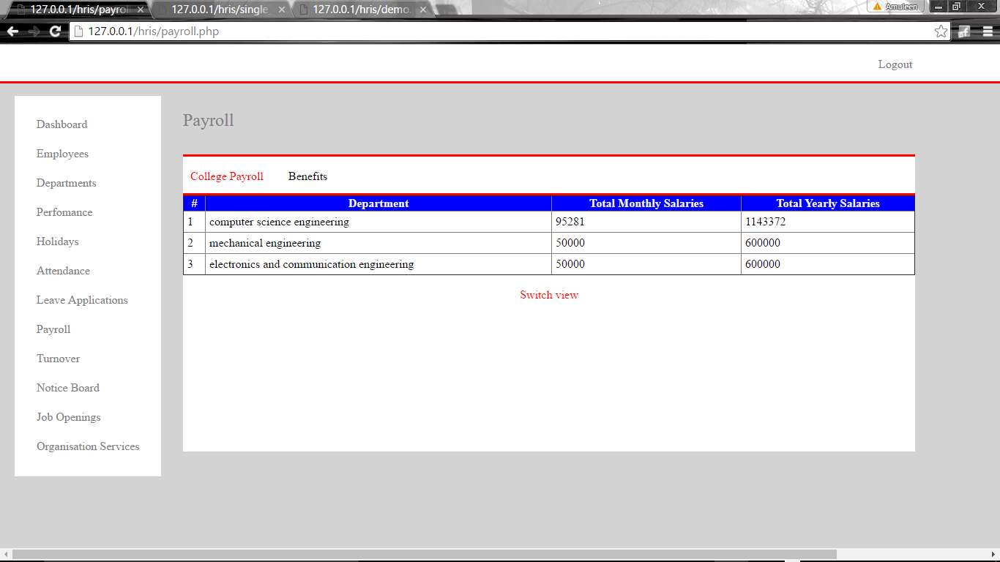 127.0.0.1/hris/payrol 127.0.0.1/hris/single_ 127.0.0.1/hris/demo. Amuleen
127.0.0.1/hris/payroll.php
Logout
Payroll
Dashboard
Employees
Departments
Perfomance
Holidays
Attendance
Leave Applications
Payroll
Turnover
Notice Board
Job Openings
Organisation Services
College Payroll Benefits
# Department Total Monthly Salaries Total Yearly Salaries
1 computer science engineering 95281 1143372
2 mechanical engineering 50000 600000
3 electronics and communication engineering 50000 600000
Switch view